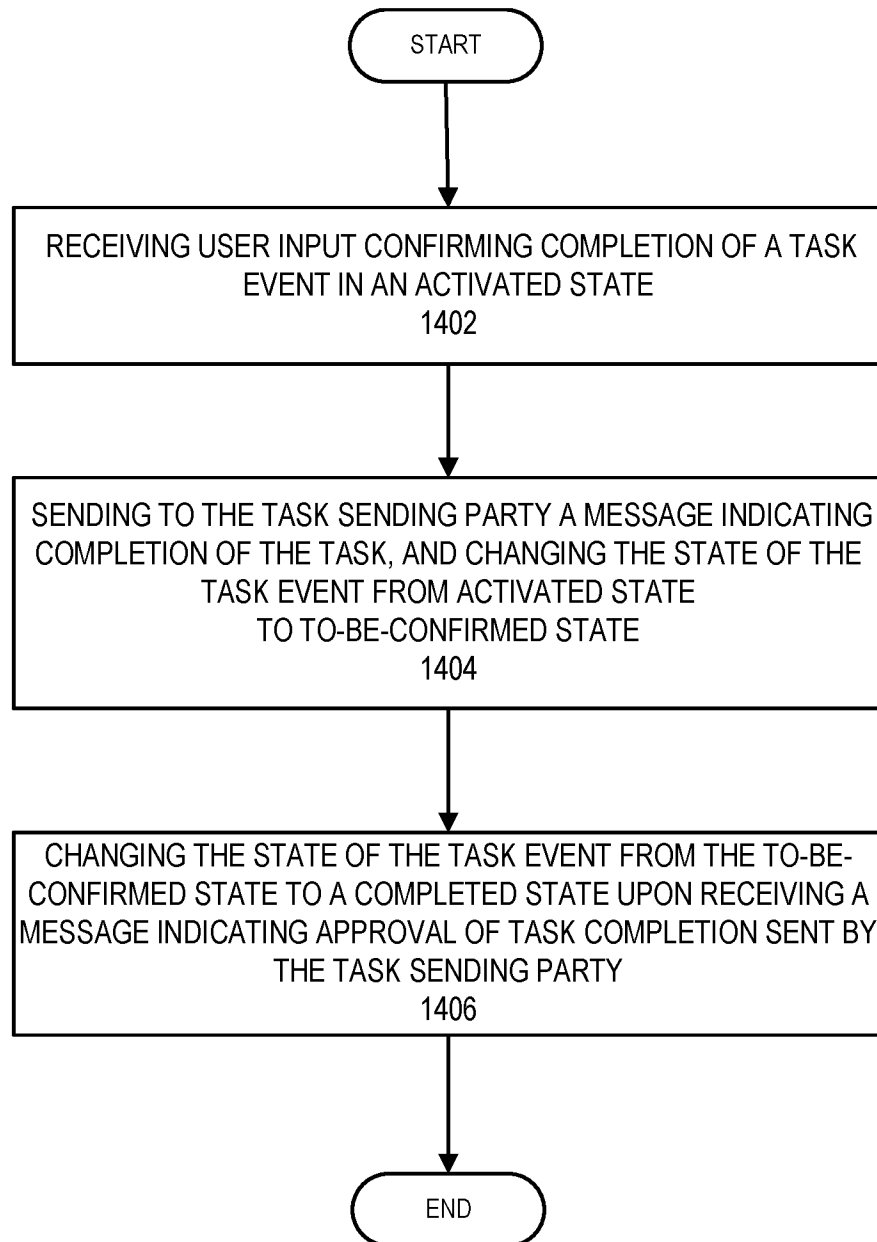 START
RECEIVING USER INPUT CONFIRMING COMPLETION OF A TASK
EVENT IN AN ACTIVATED STATE
1402
SENDING TO THE TASK SENDING PARTY A MESSAGE INDICATING
COMPLETION OF THE TASK, AND CHANGING THE STATE OF THE
TASK EVENT FROM ACTIVATED STATE
TO TO-BE-CONFIRMED STATE
1404
CHANGING THE STATE OF THE TASK EVENT FROM THE TO-BE-
CONFIRMED STATE TO A COMPLETED STATE UPON RECEIVING A
MESSAGE INDICATING APPROVAL OF TASK COMPLETION SENT BY
THE TASK SENDING PARTY
1406
END